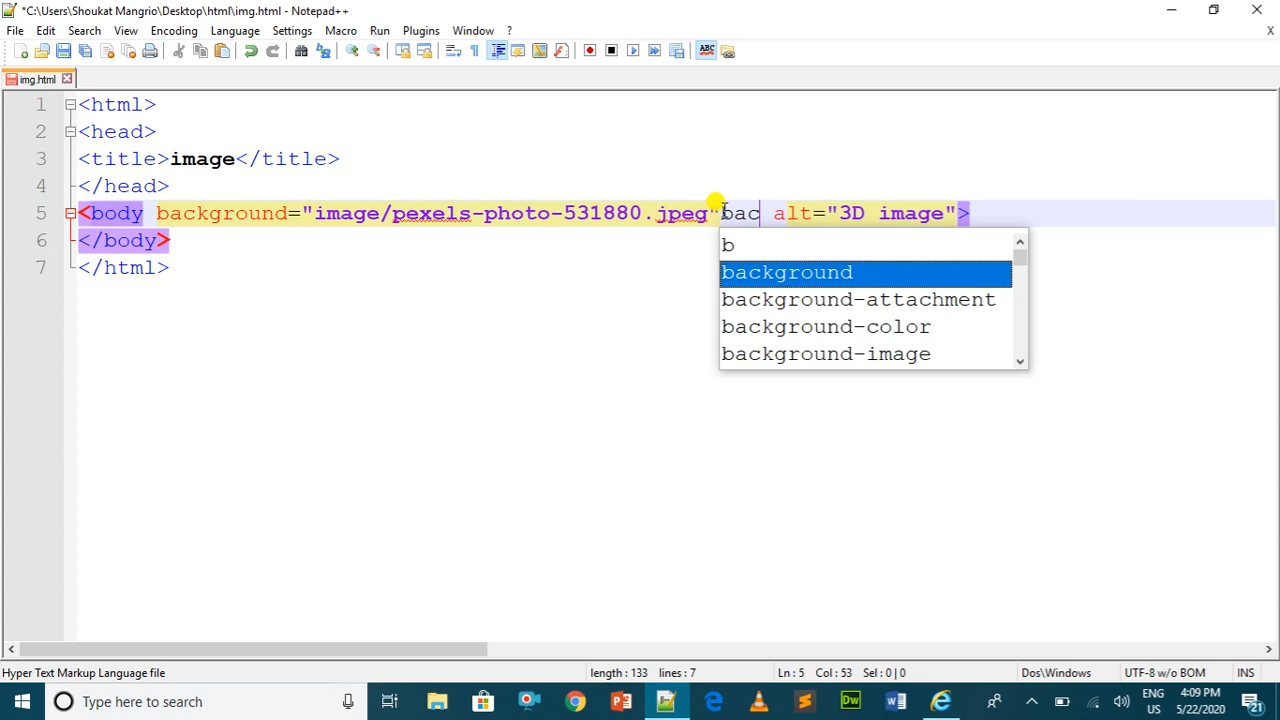 *C:\Users\Shoukat Mangrio\Desktop\html\img.html - Notepad++
File Edit Search View Encoding Language Settings Macro Run Plugins Window ? X
ABC
img.html
1 <html>
2 <head>
3 <title>image</title>
4 </head>
5 <body background="image/pexels-photo-531880.jpeg"bac alt="3D image">
6 </body>
7 </html>
b
background
background-attachment
background-color
background-image
Hyper Text Markup Language file length : 133 lines : 7 Ln : 5 Col : 53 Sel : 0 | 0 Dos\Windows UTF-8 w/o BOM INS
Type here to search
ENG
US
4:09 PM
5/22/2020
21